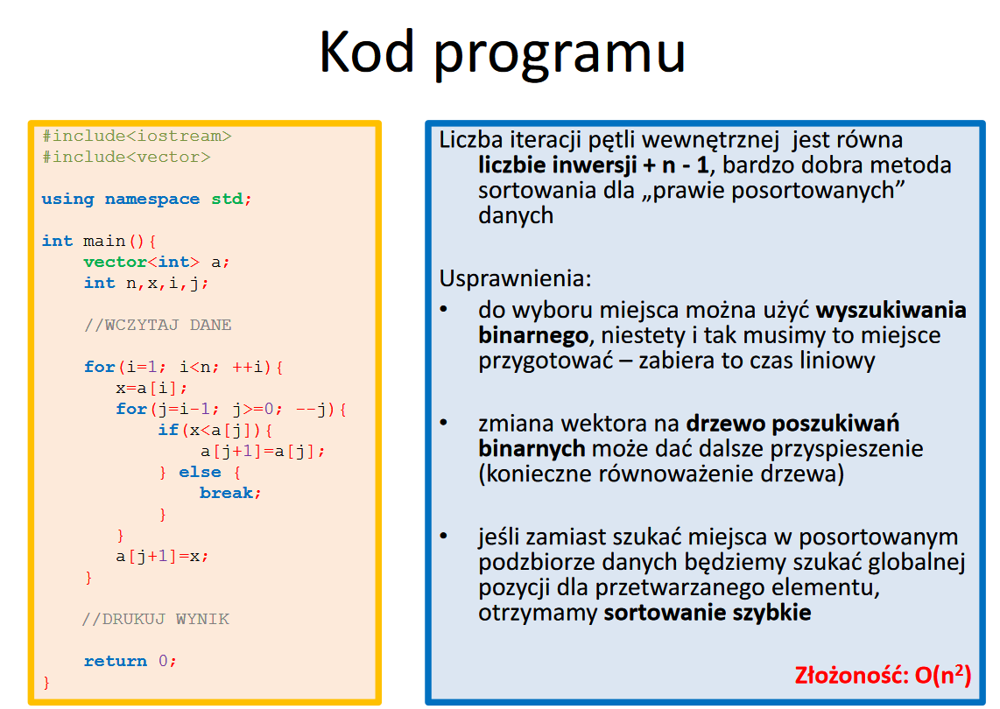 Kod programu
#include<iostream>
#include<vector>
using namespace std;
int main(){
vector<int> a;
int n,x,i,j;
//WCZYTAJ DANE
for(i=1; i<n; ++i){
x=a[i];
for(j=i-1; j>=0; --j){
if(x<a[j]){
a[j+1]=a[j];
} else {
break;
}
}
a[j+1]=x;
}
//DRUKUJ WYNIK
return 0;
}
Liczba iteracji pętli wewnętrznej jest równa
liczbie inwersji + n - 1, bardzo dobra metoda
sortowania dla „prawie posortowanych”
danych
Usprawnienia:
• do wyboru miejsca można użyć wyszukiwania
binarnego, niestety i tak musimy to miejsce
przygotować – zabiera to czas liniowy
• zmiana wektora na drzewo poszukiwań
binarnych może dać dalsze przyspieszenie
(konieczne równoważenie drzewa)
• jeśli zamiast szukać miejsca w posortowanym
podzbiorze danych będziemy szukać globalnej
pozycji dla przetwarzanego elementu,
otrzymamy sortowanie szybkie
Złożoność: O(n²)